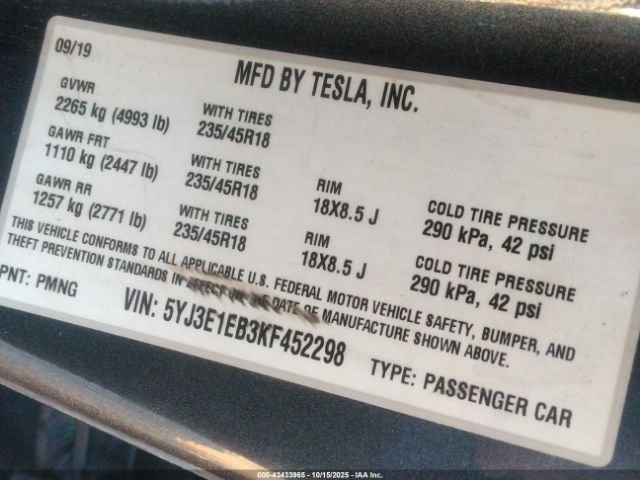 09/19
MFD BY TESLA, INC.
GVWR
2265 kg (4993 lb)
WITH TIRES
235/45R18
GAWR FRT
1110 kg (2447 lb)
WITH TIRES
235/45R18
RIM
18X8.5 J
COLD TIRE PRESSURE
290 kPa, 42 psi
GAWR RR
1257 kg (2771 lb)
WITH TIRES
235/45R18
RIM
18X8.5 J
COLD TIRE PRESSURE
290 kPa, 42 psi
THIS VEHICLE CONFORMS TO ALL APPLICABLE U.S. FEDERAL MOTOR VEHICLE SAFETY, BUMPER, AND
THEFT PREVENTION STANDARDS IN EFFECT ON THE DATE OF MANUFACTURE SHOWN ABOVE.
PNT: PMNG
VIN: 5YJ3E1EB3KF452298
TYPE: PASSENGER CAR
000-43433965 - 10/15/2025 - IAA Inc.